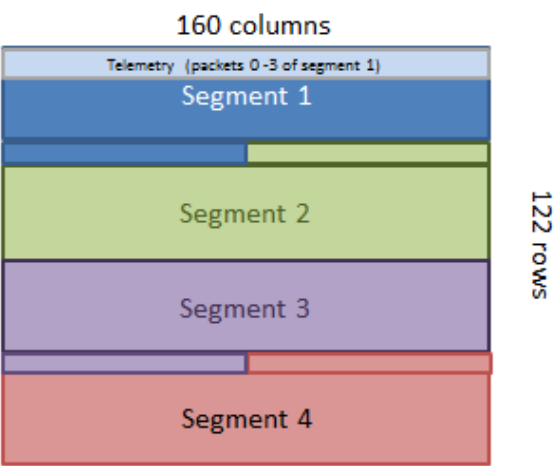 160 columns
Telemetry (packets 0 -3 of segment 1)
Segment 1
Segment 2
122 rows
Segment 3
Segment 4